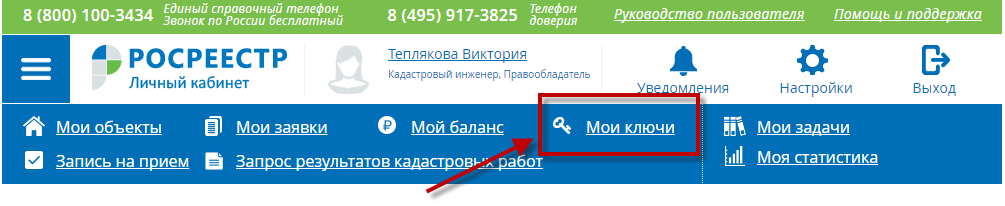 8 (800) 100-3434 Единый справочный телефон
Звонок по России бесплатный
8 (495) 917-3825 Телефон
доверия
Руководство пользователя
Помощь и поддержка
РОСРЕЕСТР
Личный кабинет
Теплякова Виктория
Кадастровый инженер, Правообладатель
Уведомления
Настройки
Выход
Мои объекты
Мои заявки
Мой баланс
Мои ключи
Мои задачи
Запись на прием
Запрос результатов кадастровых работ
Моя статистика